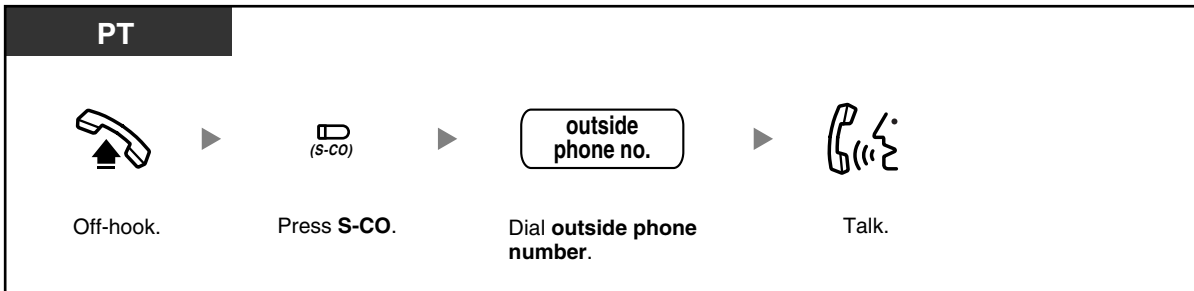 PT
(S-CO)
outside
phone no.
Off-hook.
Press S-CO.
Dial outside phone
number.
Talk.